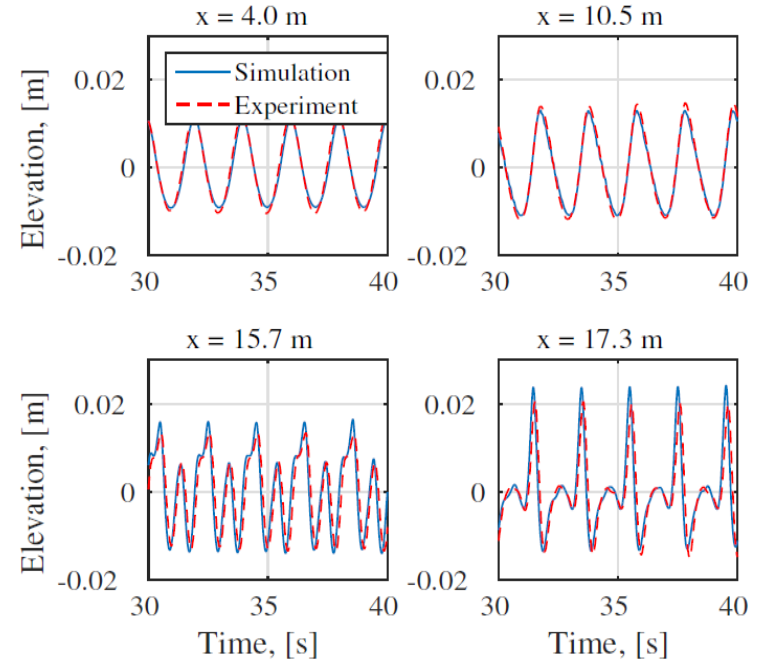 x = 4.0 m
x = 10.5 m
Elevation, [m]
0.02
0
-0.02
Simulation
Experiment
30
35
40
0.02
0
-0.02
30
35
40
x = 15.7 m
x = 17.3 m
Elevation, [m]
0.02
0
-0.02
30
35
40
Time, [s]
0.02
0
-0.02
30
35
40
Time, [s]